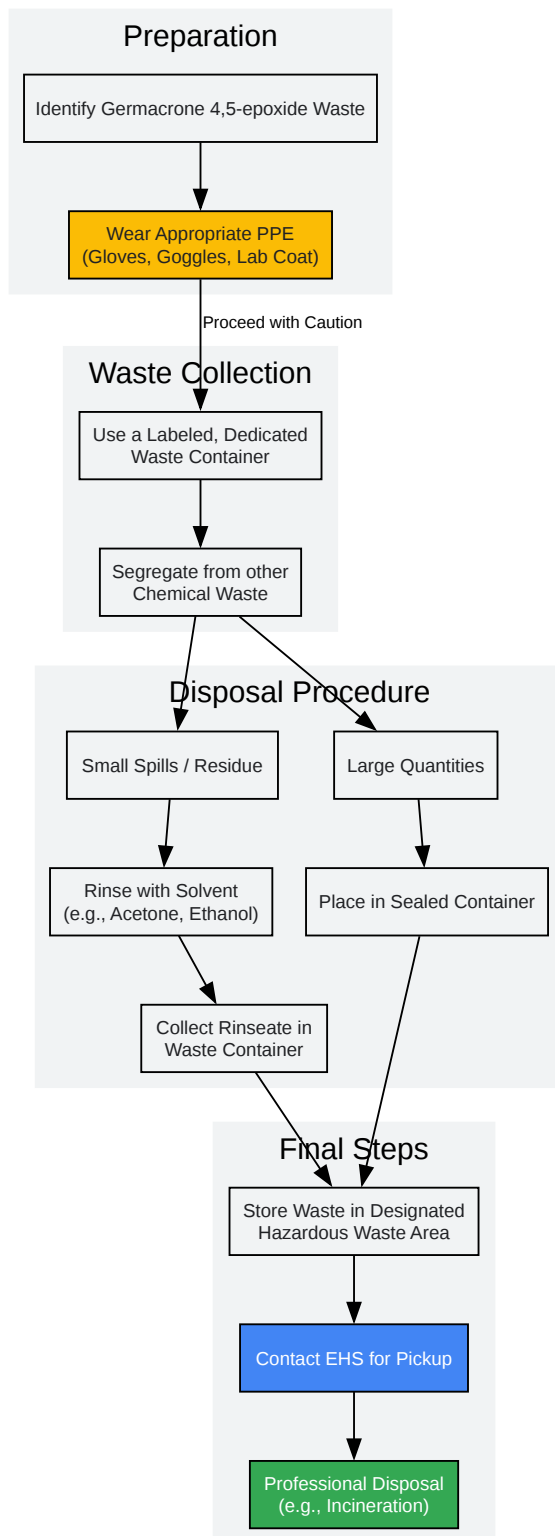 Preparation
Identify Germacrone 4,5-epoxide Waste
Wear Appropriate PPE
(Gloves, Goggles, Lab Coat)
Proceed with Caution
Waste Collection
Use a Labeled, Dedicated
Waste Container
Segregate from other
Chemical Waste
Disposal Procedure
Small Spills / Residue
Large Quantities
Rinse with Solvent
(e.g., Acetone, Ethanol)
Place in Sealed Container
Collect Rinseate in
Waste Container
Final Steps
Store Waste in Designated
Hazardous Waste Area
Contact EHS for Pickup
Professional Disposal
(e.g., Incineration)